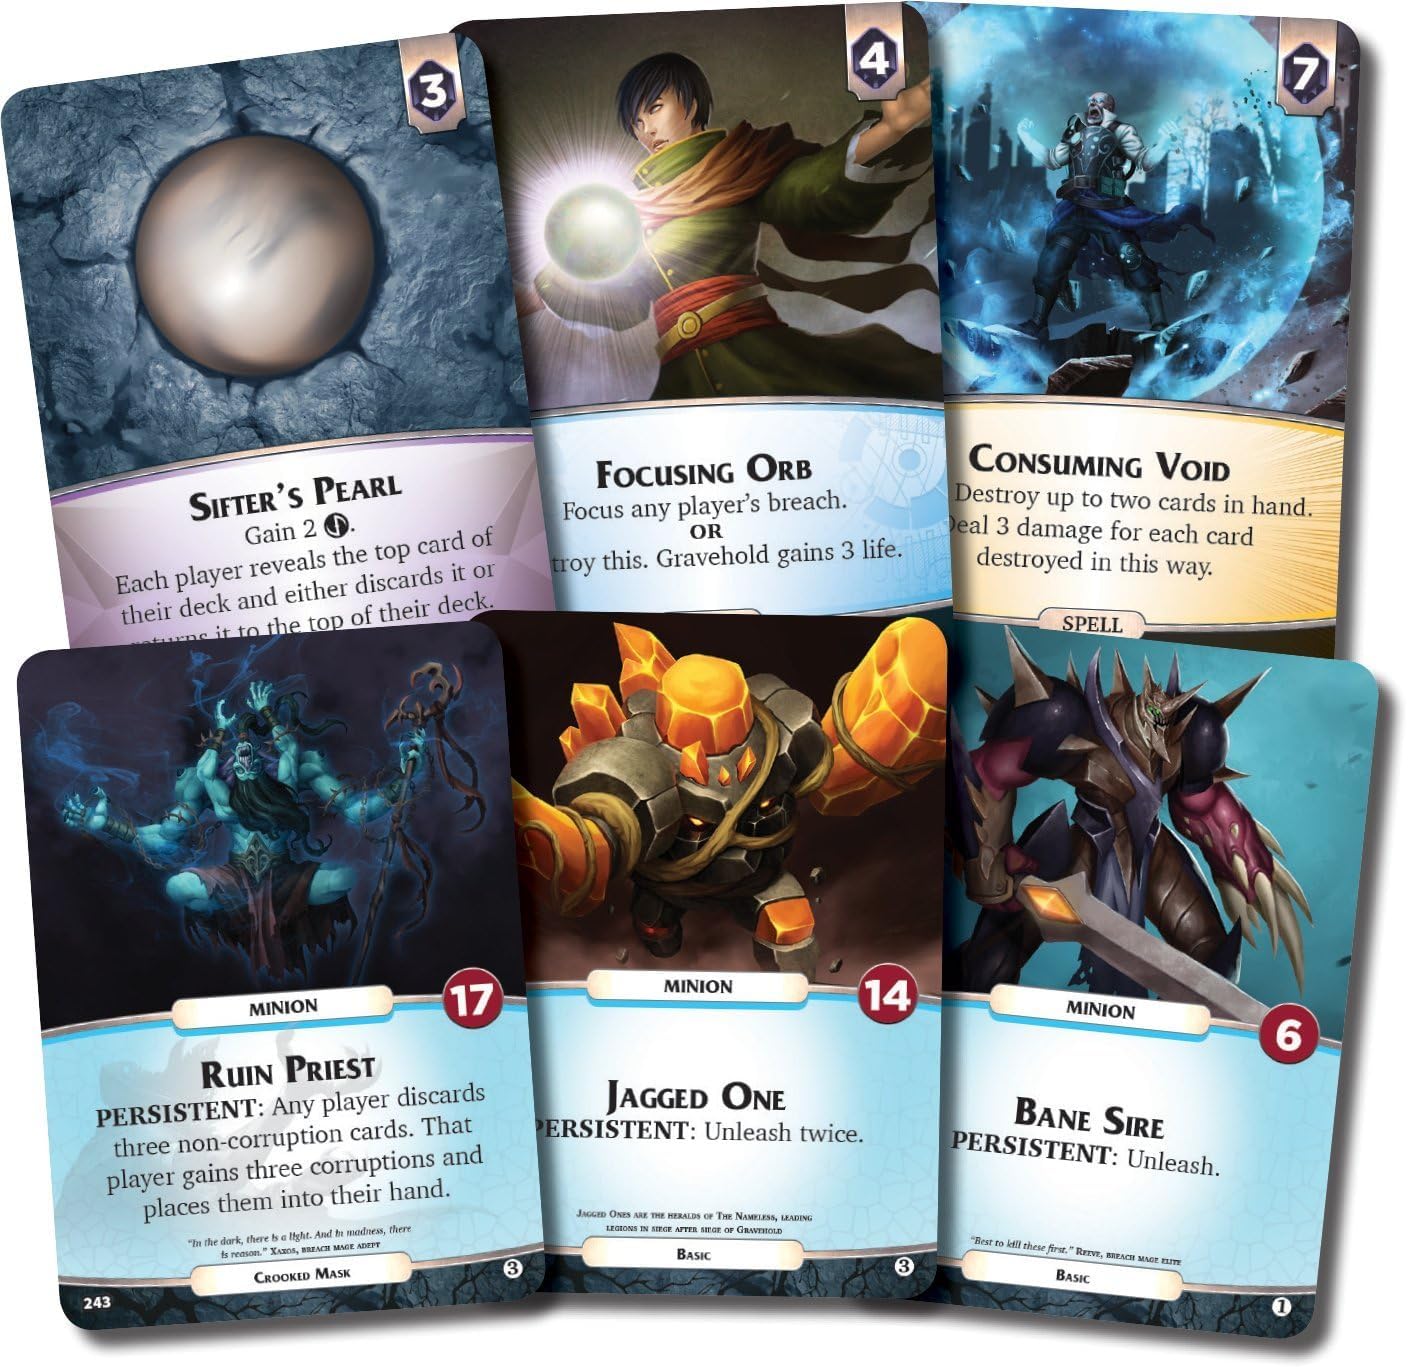 3
SIFTER'S PEARL
Gain 2 .
Each player reveals the top card of
their deck and either discards it or
returns it to the top of their deck.
4
FOCUSING ORB
Focus any player's breach.
OR
troy this. Gravehold gains 3 life.
7
CONSUMING VOID
Destroy up to two cards in hand.
Deal 3 damage for each card
destroyed in this way.
SPELL
MINION
17
RUIN PRIEST
PERSISTENT: Any player discards
three non-corruption cards. That
player gains three corruptions and
places them into their hand.
"In the dark, there is a light. And in madness, there
is reason." XAXOS, BREACH MAGE ADEPT
CROOKED MASK
243
3
MINION
14
JAGGED ONE
PERSISTENT: Unleash twice.
JAGGED ONES ARE THE HERALDS OF THE NAMELESS, LEADING
LEGIONS IN SIEGE AFTER SIEGE OF GRAVEHOLD
BASIC
3
MINION
6
BANE SIRE
PERSISTENT: Unleash.
"Best to kill these first." REEVE, BREACH MAGE ELITE
BASIC
1